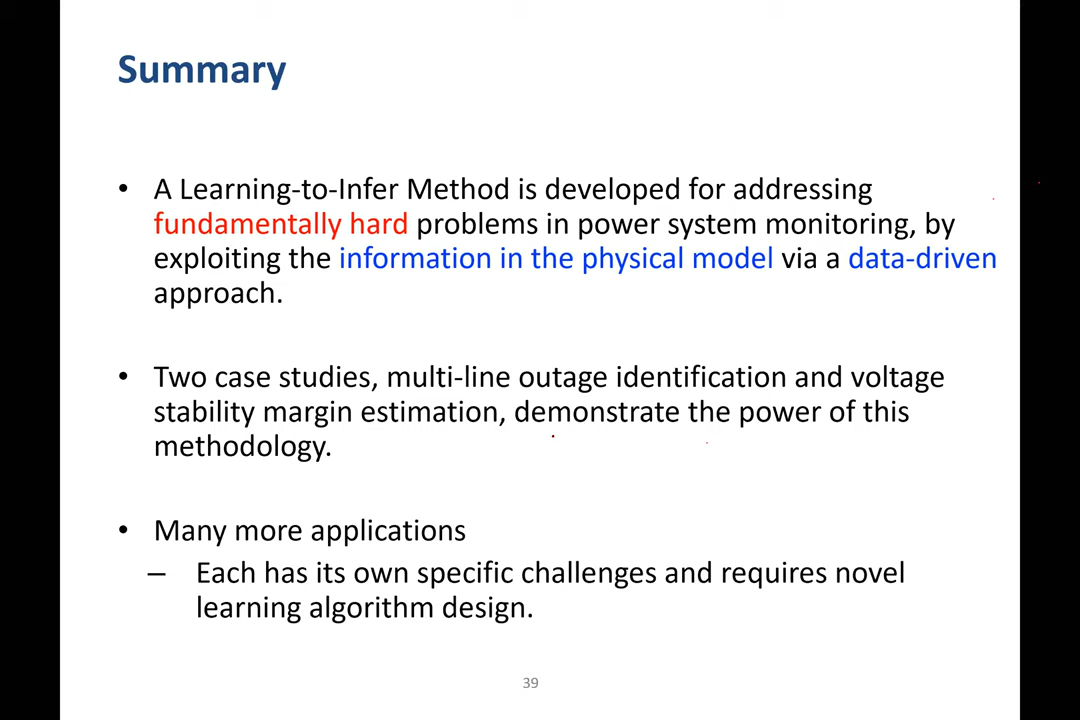 Summary
• A Learning-to-Infer Method is developed for addressing
fundamentally hard problems in power system monitoring, by
exploiting the information in the physical model via a data-driven
approach.
• Two case studies, multi-line outage identification and voltage
stability margin estimation, demonstrate the power of this
methodology.
• Many more applications
– Each has its own specific challenges and requires novel
learning algorithm design.
39